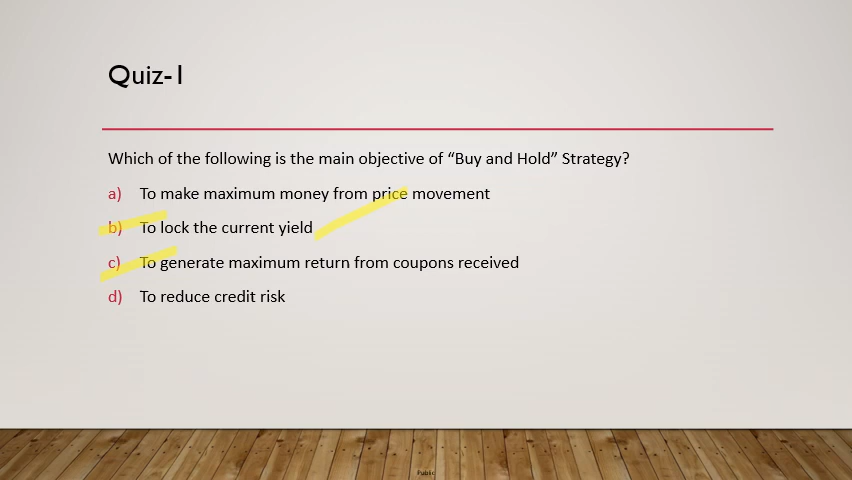 Quiz-1
Which of the following is the main objective of “Buy and Hold” Strategy?
a) To make maximum money from price movement
b) To lock the current yield
c) To generate maximum return from coupons received
d) To reduce credit risk
Public